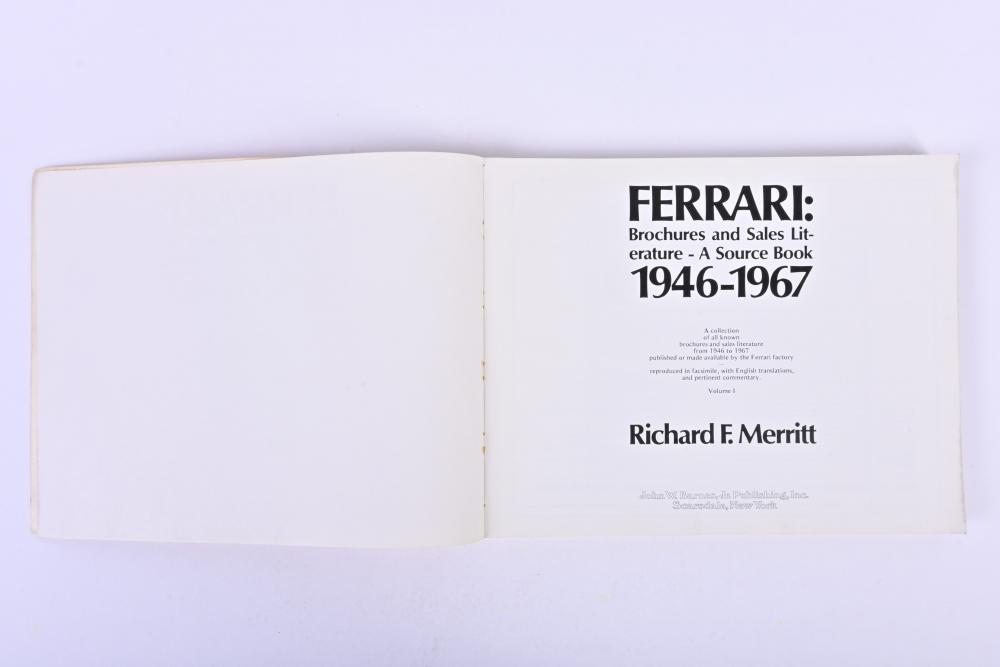 FERRARI:
Brochures and Sales Lit-
erature - A Source Book
1946-1967
A collection
of all known
brochures and sales literature
from 1946 to 1967
published or made available by the Ferrari factory
—
reproduced in facsimile, with English translations,
and pertinent commentary.
Volume I
Richard F. Merritt
John W. Barnes, Jr. Publishing, Inc.
Scarsdale, New York